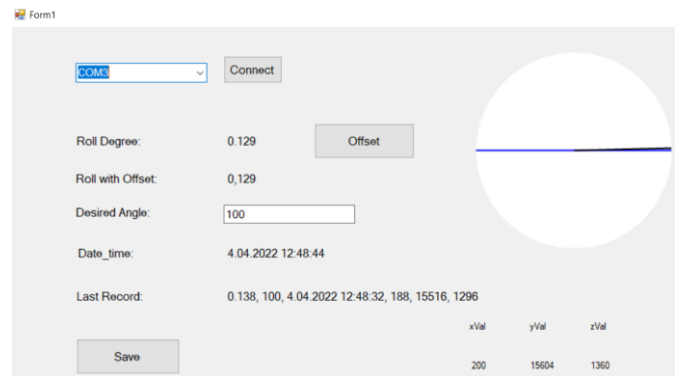 Form1
COM3 Connect
Roll Degree: 0.129 Offset
Roll with Offset: 0,129
Desired Angle: 100
Date_time: 4.04.2022 12:48:44
Last Record: 0.138, 100, 4.04.2022 12:48:32, 188, 15516, 1296
xVal yVal zVal
Save
200 15604 1360